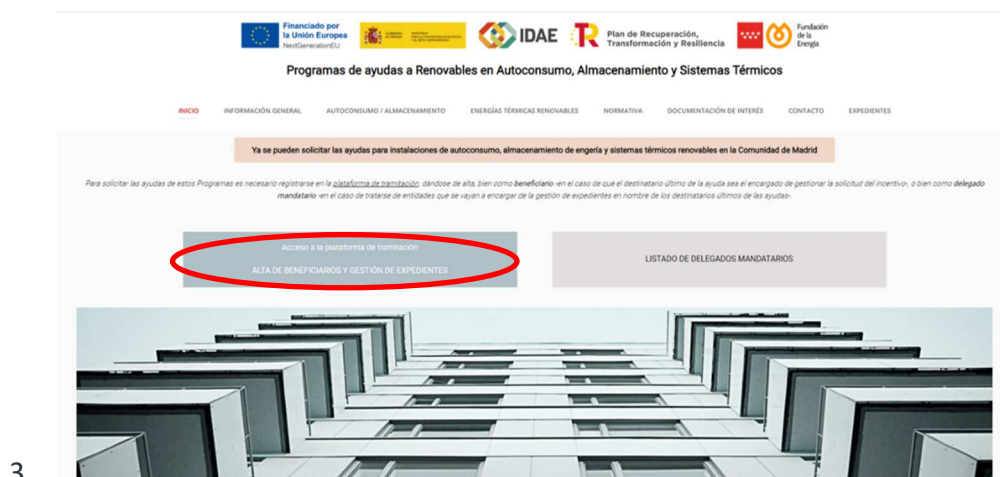 Financiado por
la Unión Europea
NextGenerationEU
IDAE
Plan de Recuperación,
Transformación y Resiliencia
Fundación
de la
Energía
Programas de ayudas a Renovables en Autoconsumo, Almacenamiento y Sistemas Térmicos
INICIO INFORMACIÓN GENERAL AUTOCONSUMO / ALMACENAMIENTO ENERGÍAS TÉRMICAS RENOVABLES NORMATIVA DOCUMENTACIÓN DE INTERÉS CONTACTO EXPEDIENTES
Ya se pueden solicitar las ayudas para instalaciones de autoconsumo, almacenamiento de engería y sistemas térmicos renovables en la Comunidad de Madrid
Para solicitar las ayudas de estos Programas es necesario registrarse en la plataforma de tramitación, dándose de alta, bien como beneficiario -en el caso de que el destinatario último de la ayuda sea el encargado de gestionar la solicitud del incentivo-, o bien como delegado
mandatario -en el caso de tratarse de entidades que se vayan a encargar de la gestión de expedientes en nombre de los destinatarios últimos de las ayudas-.
Acceso a la plataforma de tramitación
ALTA DE BENEFICIARIOS Y GESTIÓN DE EXPEDIENTES
LISTADO DE DELEGADOS MANDATARIOS
3